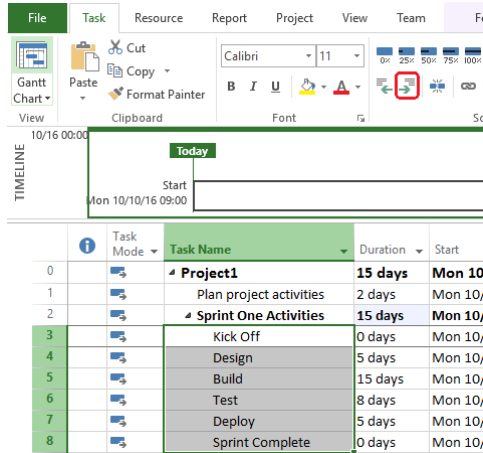 File Task Resource Report Project View Team F
Cut
Copy
Format Painter
Gantt Chart
Paste
Calibri 11
B I U A
0% 25% 50% 75% 100%
View Clipboard Font Sc
TIMELINE
10/16 00:00
Today
Start
Mon 10/10/16 09:00
Task Mode Task Name Duration Start
0 Project1 15 days Mon 10
1 Plan project activities 2 days Mon 10/
2 Sprint One Activities 15 days Mon 10/
3 Kick Off 0 days Mon 10/
4 Design 5 days Mon 10/
5 Build 15 days Mon 10/
6 Test 8 days Mon 10/
7 Deploy 5 days Mon 10/
8 Sprint Complete 0 days Mon 10/